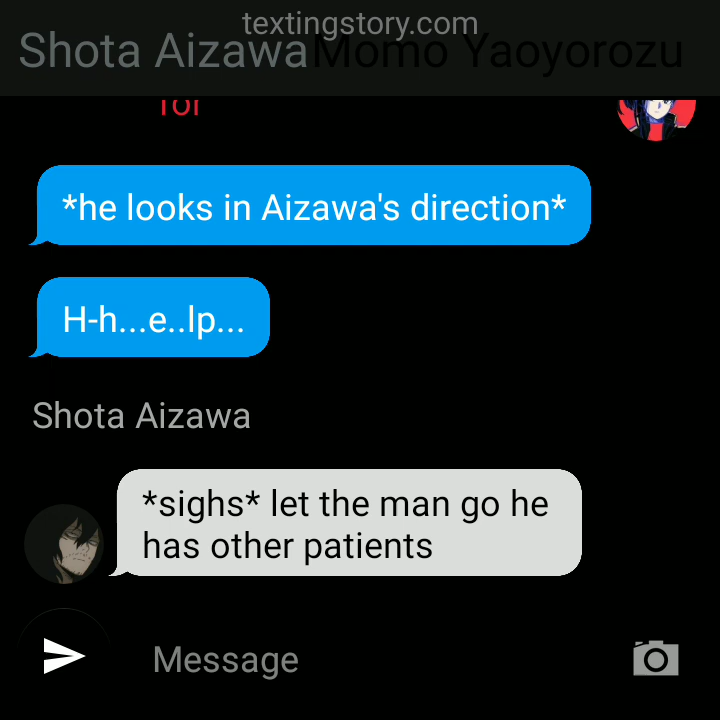 textingstory.com
Shota Aizawa Momo Yaoyorozu
*he looks in Aizawa's direction*
H-h...e..lp...
Shota Aizawa
*sighs* let the man go he
has other patients
Message